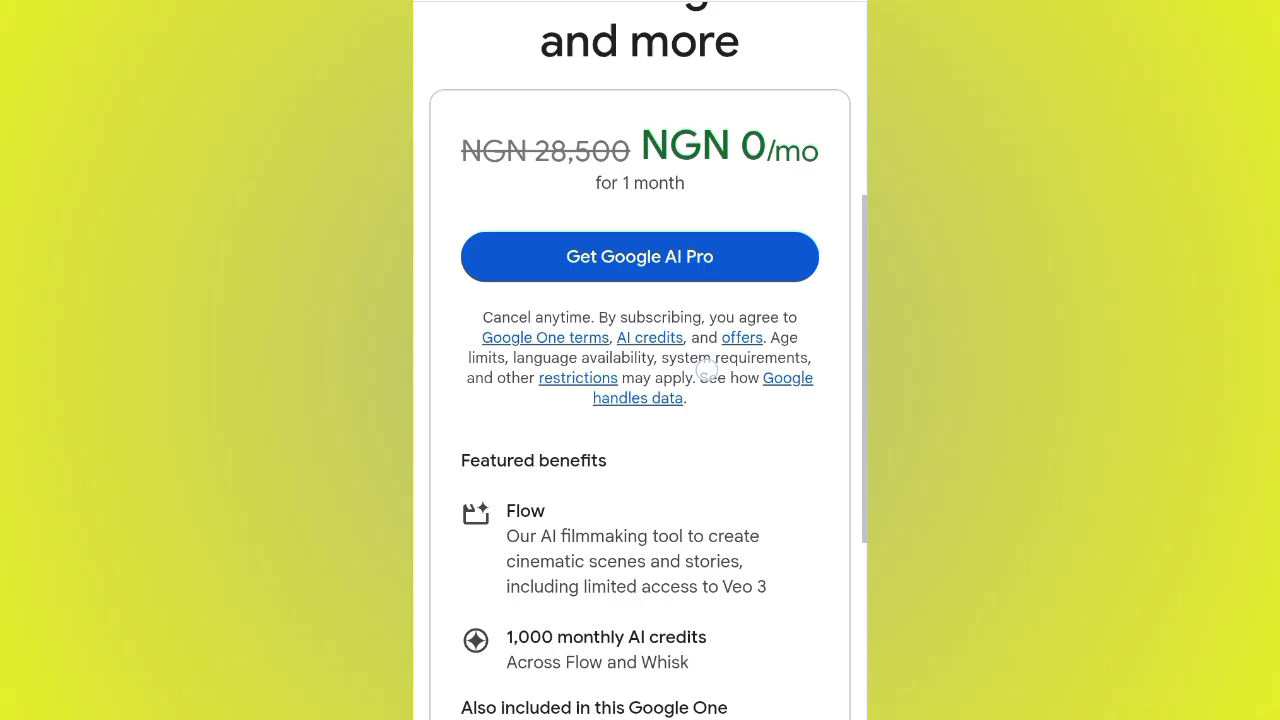 and more
NGN 28,500 NGN 0/mo
for 1 month
Get Google AI Pro
Cancel anytime. By subscribing, you agree to
Google One terms, AI credits, and offers. Age
limits, language availability, system requirements,
and other restrictions may apply. See how Google
handles data.
Featured benefits
Flow
Our AI filmmaking tool to create
cinematic scenes and stories,
including limited access to Veo 3
1,000 monthly AI credits
Across Flow and Whisk
Also included in this Google One